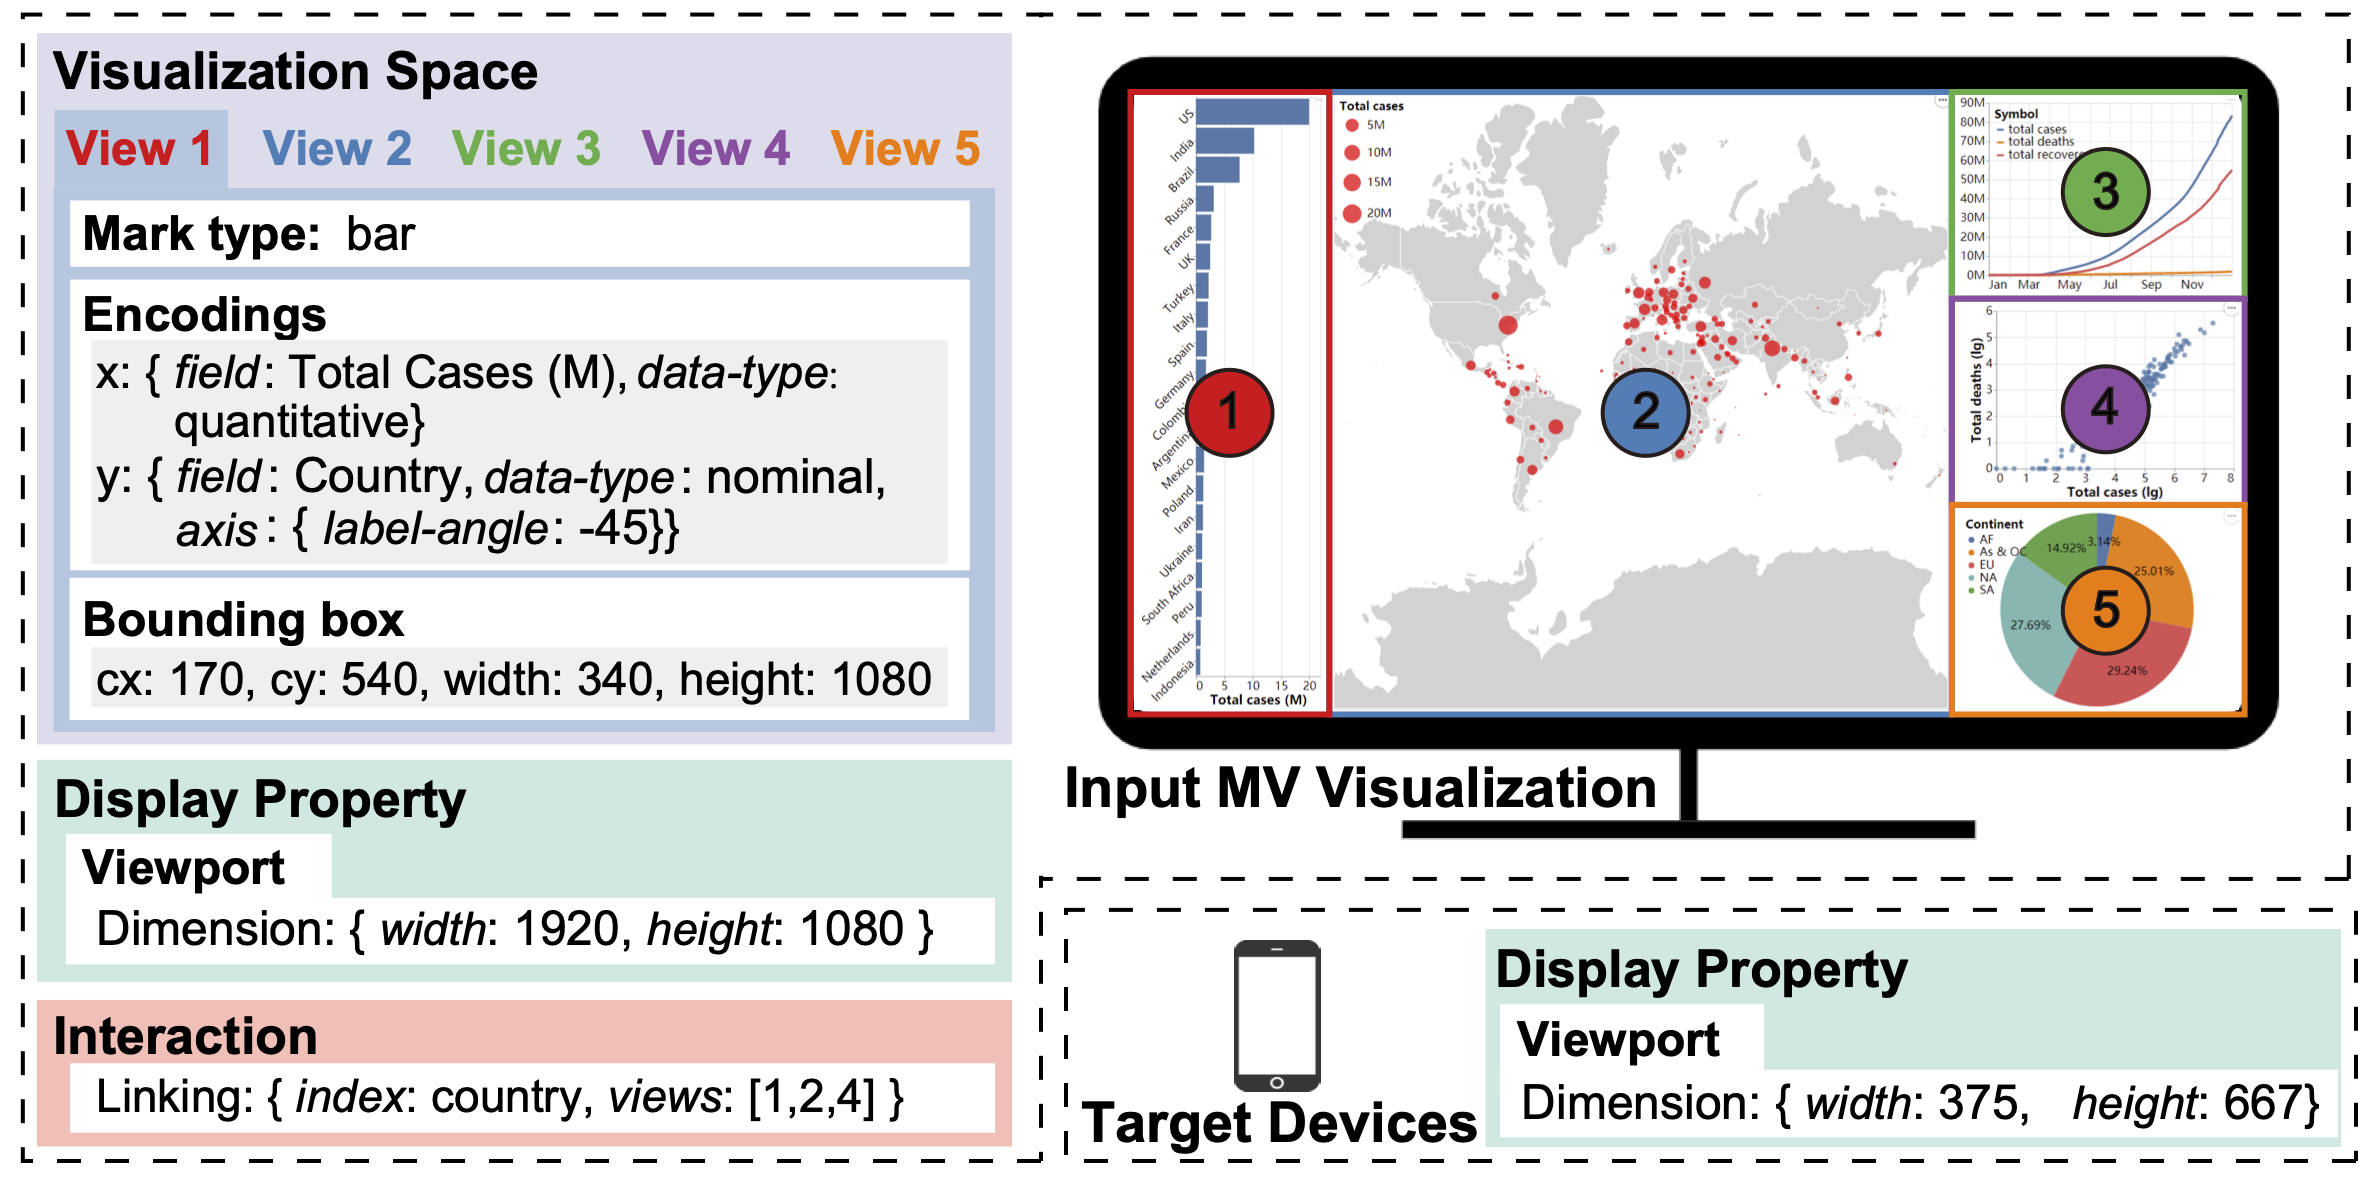 Visualization Space
View 1 View 2 View 3 View 4 View 5
Mark type: bar
Encodings
x: { field: Total Cases (M), data-type:
quantitative}
y: { field: Country, data-type: nominal,
axis: { label-angle: -45}}
Bounding box
cx: 170, cy: 540, width: 340, height: 1080
Display Property
Viewport
Dimension: { width: 1920, height: 1080 }
Interaction
Linking: { index: country, views: [1,2,4] }
US
India
Brazil
Russia
France
UK
Turkey
Italy
Spain
Germany
Argentina
Mexico
Poland
Iran
Ukraine
South Africa
Peru
Netherlands
Indonesia
0 5 10 15 20
Total cases (M)
1
Total cases
5M
10M
15M
20M
2
90M
80M
70M
60M
50M
40M
30M
20M
10M
0M
Symbol
total cases
total deaths
Jan Mar May Jul Sep Nov
3
6
5
4
3
2
1
0
Total deaths (lg)
0 1 2 3 4 5 6 7 8
Total cases (lg)
4
Continent
AF
As & OC
EU
NA
SA
14.92%
3.14%
25.01%
27.69%
29.24%
5
Input MV Visualization
Target Devices
Display Property
Viewport
Dimension: { width: 375, height: 667}